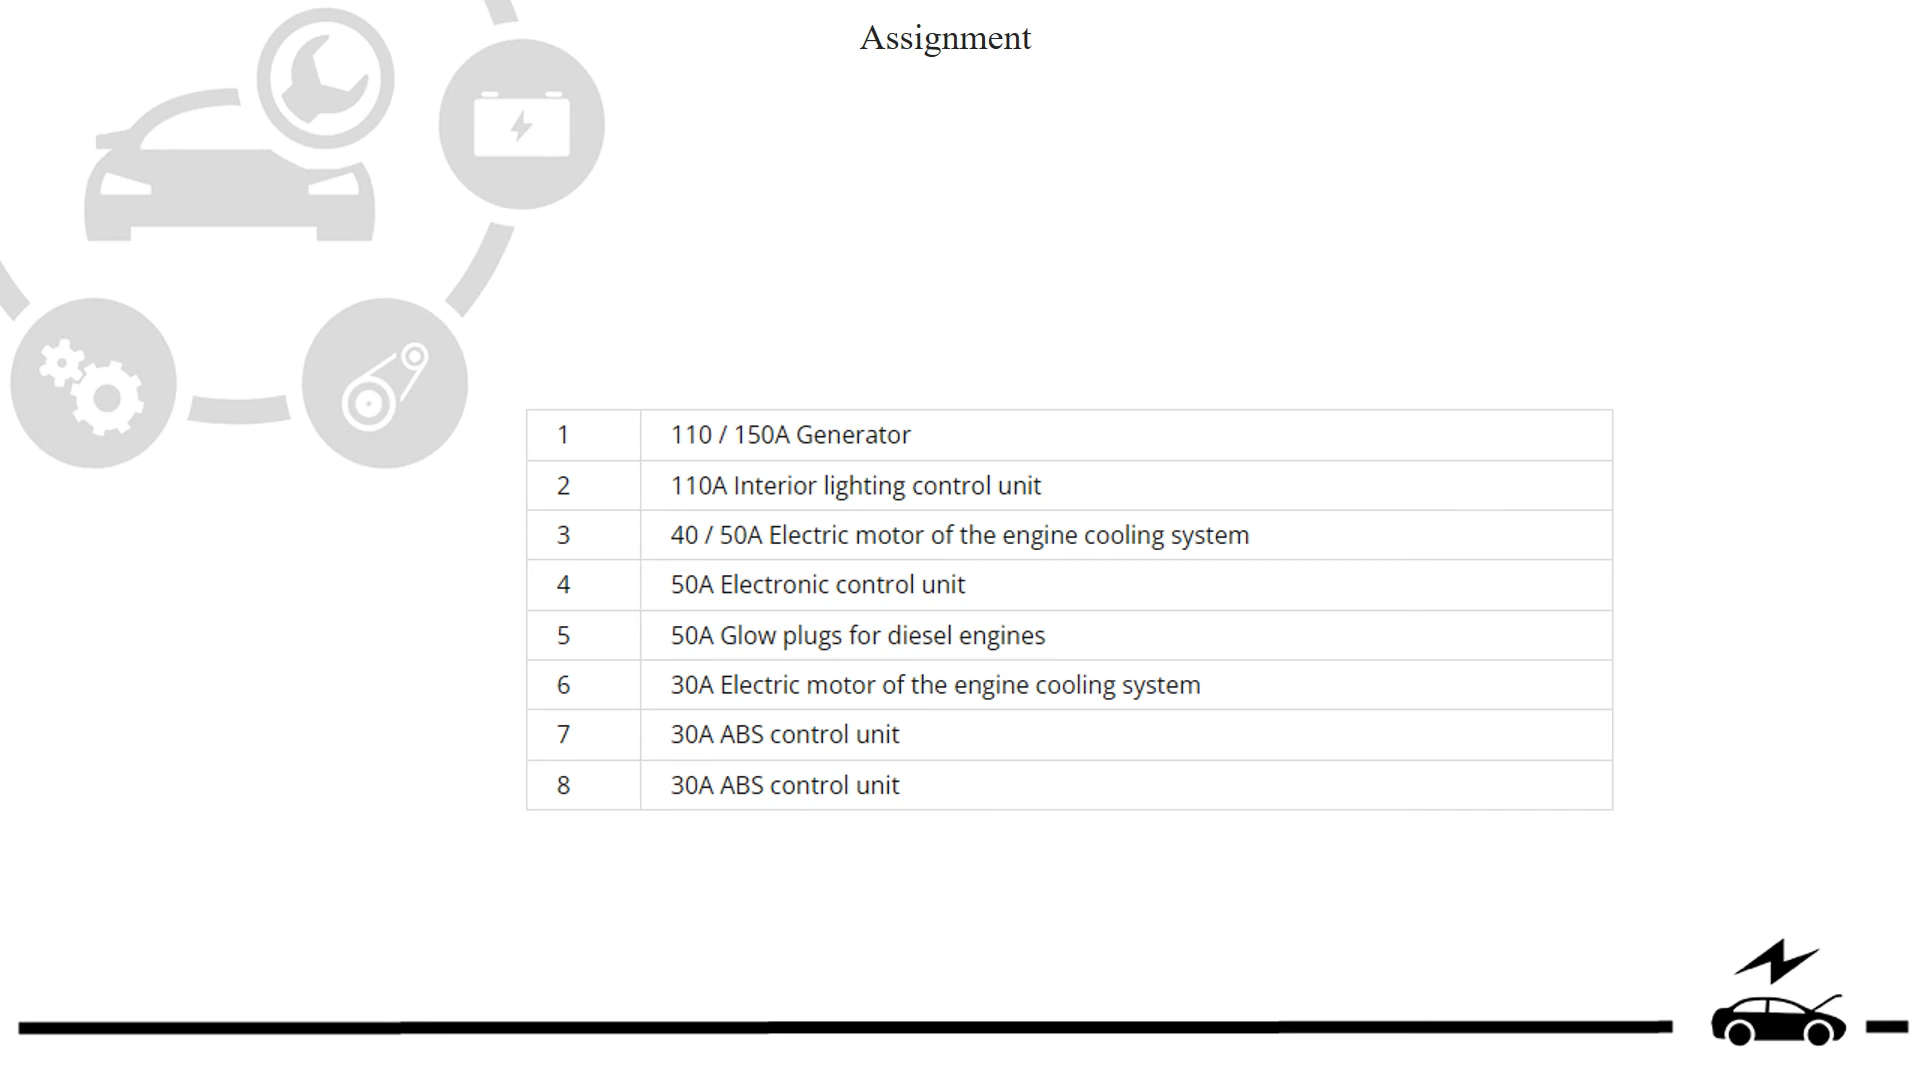 Assignment
1 110 / 150A Generator
2 110A Interior lighting control unit
3 40 / 50A Electric motor of the engine cooling system
4 50A Electronic control unit
5 50A Glow plugs for diesel engines
6 30A Electric motor of the engine cooling system
7 30A ABS control unit
8 30A ABS control unit